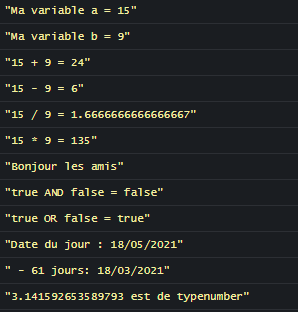 "Ma variable a = 15"
"Ma variable b = 9"
"15 + 9 = 24"
"15 - 9 = 6"
"15 / 9 = 1.6666666666666667"
"15 * 9 = 135"
"Bonjour les amis"
"true AND false = false"
"true OR false = true"
"Date du jour : 18/05/2021"
" - 61 jours: 18/03/2021"
"3.141592653589793 est de typenumber"